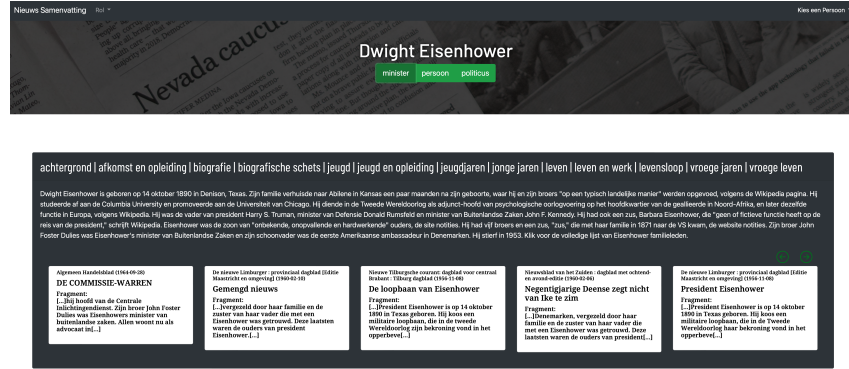 Nieuws Samenvatting Rol
Kies een Persoon
Nevada caucus
Dwight Eisenhower
minister persoon politicus
achtergrond | afkomst en opleiding | biografie | biografische schets | jeugd | jeugd en opleiding | jeugdjaren | jonge jaren | leven | leven en werk | levensloop | vroege jaren | vroege leven
Dwight Eisenhower is geboren op 14 oktober 1890 in Denison, Texas. Zijn familie verhuisde naar Abilene in Kansas een paar maanden na zijn geboorte, waar hij en zijn broers "op een typisch landelijke manier" werden opgevoed, volgens de Wikipedia pagina. Hij
studeerde af aan de Columbia University en promoveerde aan de Universiteit van Chicago. Hij diende in de Tweede Wereldoorlog als adjunct-hoofd van psychologische oorlogvoering op het hoofdkwartier van de geallieerde in Noord-Afrika, en later dezelfde
functie in Europa, volgens Wikipedia. Hij was de vader van president Harry S. Truman, minister van Defensie Donald Rumsfeld en minister van Buitenlandse Zaken John F. Kennedy. Hij had ook een zus, Barbara Eisenhower, die "geen of fictieve functie heeft op de
reis van de president," schrijft Wikipedia. Eisenhower was de zoon van "onbekende, onopvallende en hardwerkende" ouders, de site notities. Hij had vijf broers en een zus, "zus," die met haar familie in 1871 naar de VS kwam, de website notities. Zijn broer John
Foster Dulles was Eisenhower's minister van Buitenlandse Zaken en zijn schoonvader was de eerste Amerikaanse ambassadeur in Denemarken. Hij stierf in 1953. Klik voor de volledige lijst van Eisenhower familieleden.
Algemeen Handelsblad (1964-09-28)
DE COMMISSIE-WARREN
Fragment:
[...]hij hoofd van de Centrale
Inlichtingendienst. Zijn broer John Foster
Dulles was Eisenhowers minister van
buitenlandse zaken. Allen woont nu als
advocaat in[...]
De nieuwe Limburger : provinciaal dagblad [Editie
Maastricht en omgeving] (1960-02-10)
Gemengd nieuws
Fragment:
[...]vergezeld door haar familie en de
zuster van haar vader die met een
Eisenhower was getrouwd. Deze laatsten
waren de ouders van president
Eisenhower.[...]
Nieuwe Tilburgsche courant: dagblad voor centraal
Brabant : Tilburg en omgeving (1956-11-08)
De loopbaan van Eisenhower
Fragment:
[...]President Eisenhower is op 14 oktober
1890 in Texas geboren. Hij koos een
militaire loopbaan, die in de tweede
Wereldoorlog zijn bekroning vond in het
opperbeve[...]
Nieuwsblad van het Zuiden : dagblad met ochtend-
en avond-editie (1960-02-06)
Negentigjarige Deense zegt nicht
van Ike te zim
Fragment:
[...]Denemarken, vergezeld door haar
familie en de zuster van haar vader die
met een Eisenhower was getrouwd. Deze
laatsten waren de ouders van president[...]
De nieuwe Limburger : provinciaal dagblad [Editie
Maastricht en omgeving] (1956-11-08)
President Eisenhower
Fragment:
[...]President Eisenhower is op 14 oktober
1890 in Texas geboren. Hij koos een
militaire loopbaan, die in de Tweede
Wereldoorlog haar bekroning vond in het
opperbeve[...]